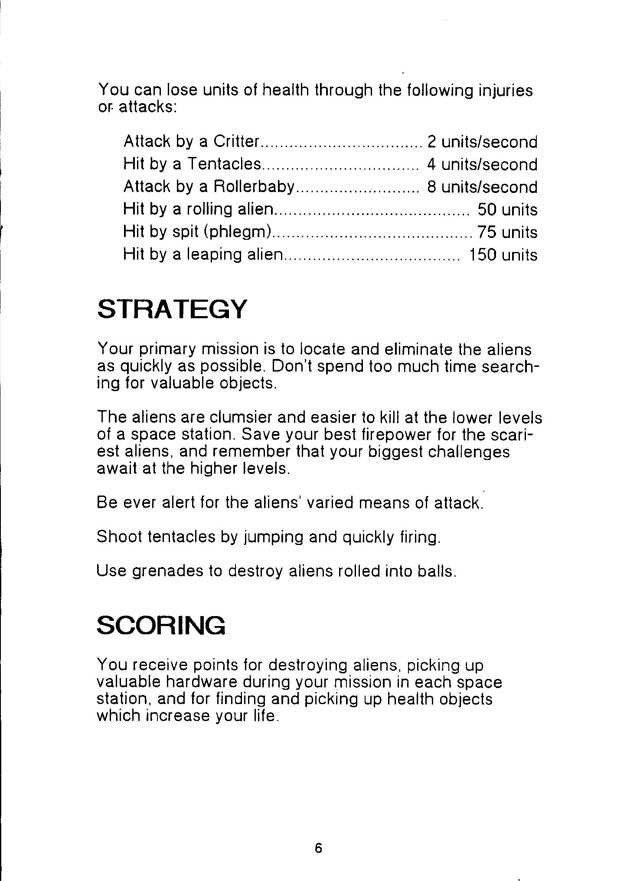 You can lose units of health through the following injuries
or attacks:
Attack by a Critter.................................. 2 units/second
Hit by a Tentacles................................. 4 units/second
Attack by a Rollerbaby.......................... 8 units/second
Hit by a rolling alien......................................... 50 units
Hit by spit (phlegm).......................................... 75 units
Hit by a leaping alien..................................... 150 units
STRATEGY
Your primary mission is to locate and eliminate the aliens
as quickly as possible. Don't spend too much time search-
ing for valuable objects.
The aliens are clumsier and easier to kill at the lower levels
of a space station. Save your best firepower for the scari-
est aliens, and remember that your biggest challenges
await at the higher levels.
Be ever alert for the aliens' varied means of attack.
Shoot tentacles by jumping and quickly firing.
Use grenades to destroy aliens rolled into balls.
SCORING
You receive points for destroying aliens, picking up
valuable hardware during your mission in each space
station, and for finding and picking up health objects
which increase your life.
6